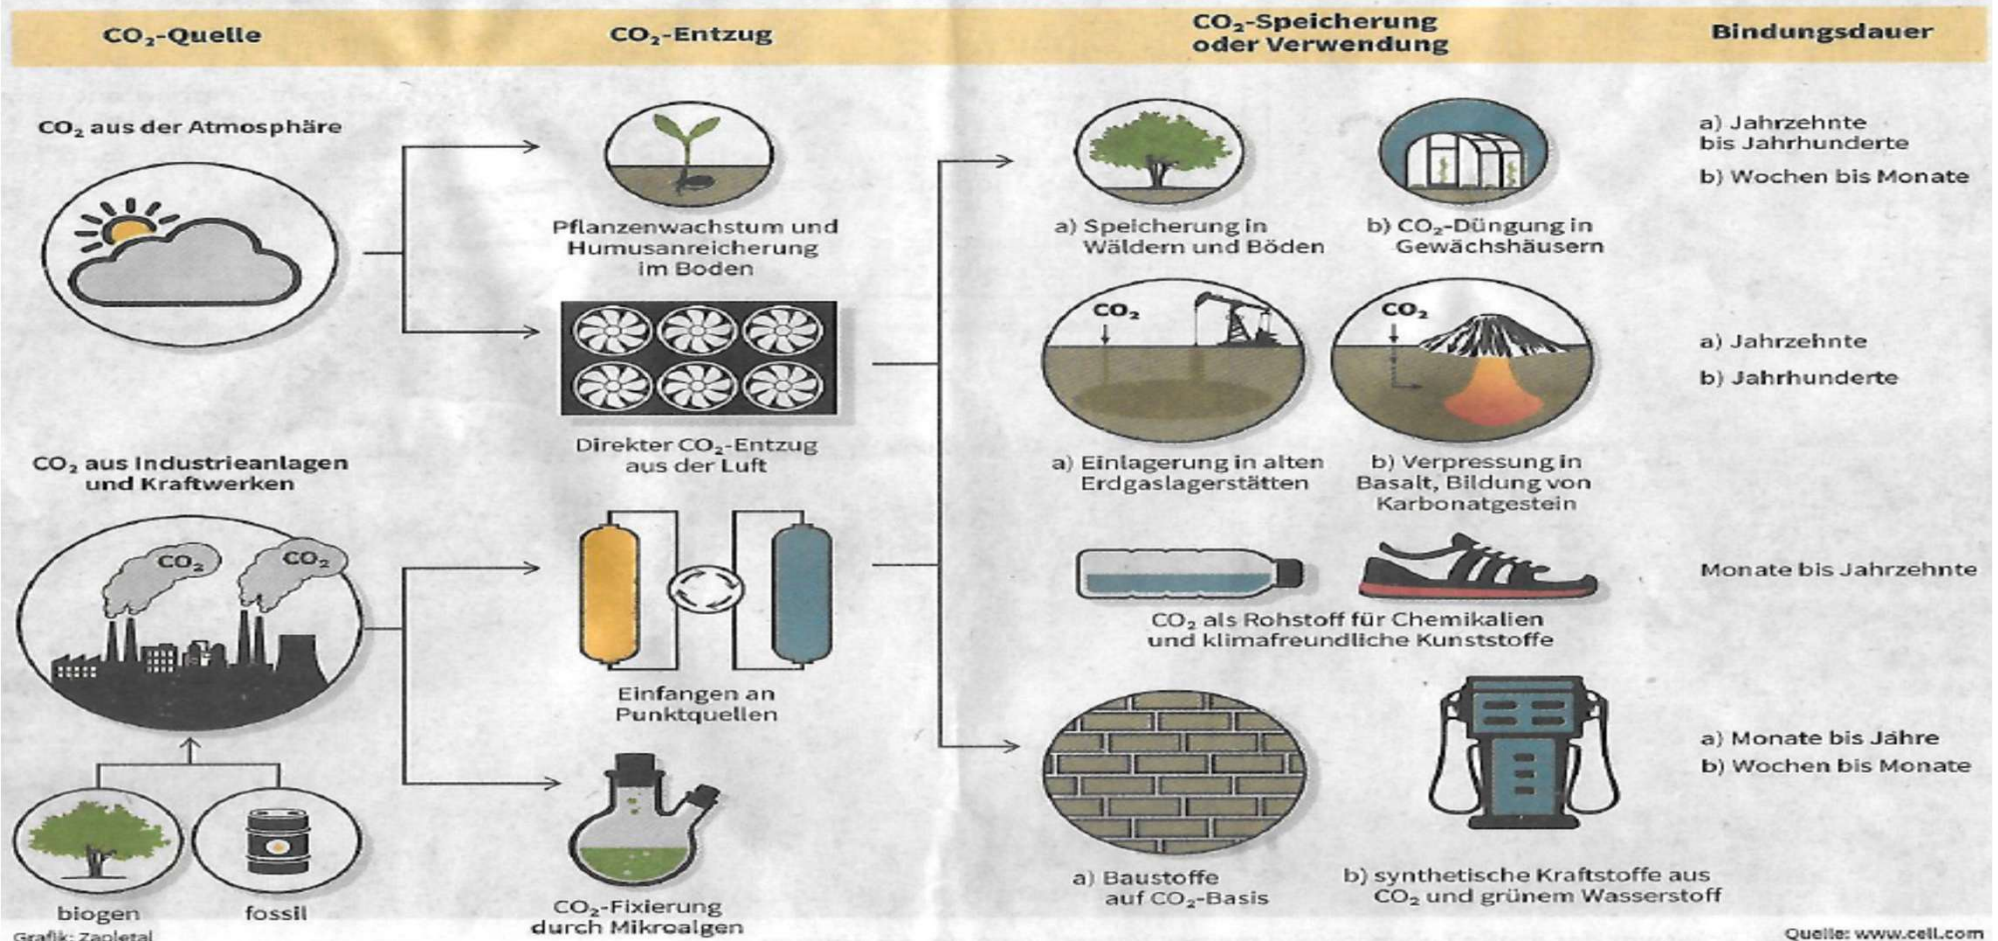 CO₂-Quelle
CO₂-Entzug
CO₂-Speicherung
oder Verwendung
Bindungsdauer
CO₂ aus der Atmosphäre
Pflanzenwachstum und
Humusanreicherung
im Boden
a) Speicherung in
Wäldern und Böden
b) CO₂-Düngung in
Gewächshäusern
a) Jahrzehnte
bis Jahrhunderte
b) Wochen bis Monate
Direkter CO₂-Entzug
aus der Luft
CO₂
CO₂
a) Einlagerung in alten
Erdgaslagerstätten
b) Verpressung in
Basalt, Bildung von
Karbonatgestein
a) Jahrzehnte
b) Jahrhunderte
CO₂ aus Industrieanlagen
und Kraftwerken
CO₂
CO₂
Einfangen an
Punktquellen
CO₂ als Rohstoff für Chemikalien
und klimafreundliche Kunststoffe
Monate bis Jahrzehnte
biogen
fossil
CO₂-Fixierung
durch Mikroalgen
a) Baustoffe
auf CO₂-Basis
b) synthetische Kraftstoffe aus
CO₂ und grünem Wasserstoff
a) Monate bis Jahre
b) Wochen bis Monate
Grafik: Zapletal
Quelle: www.cell.com